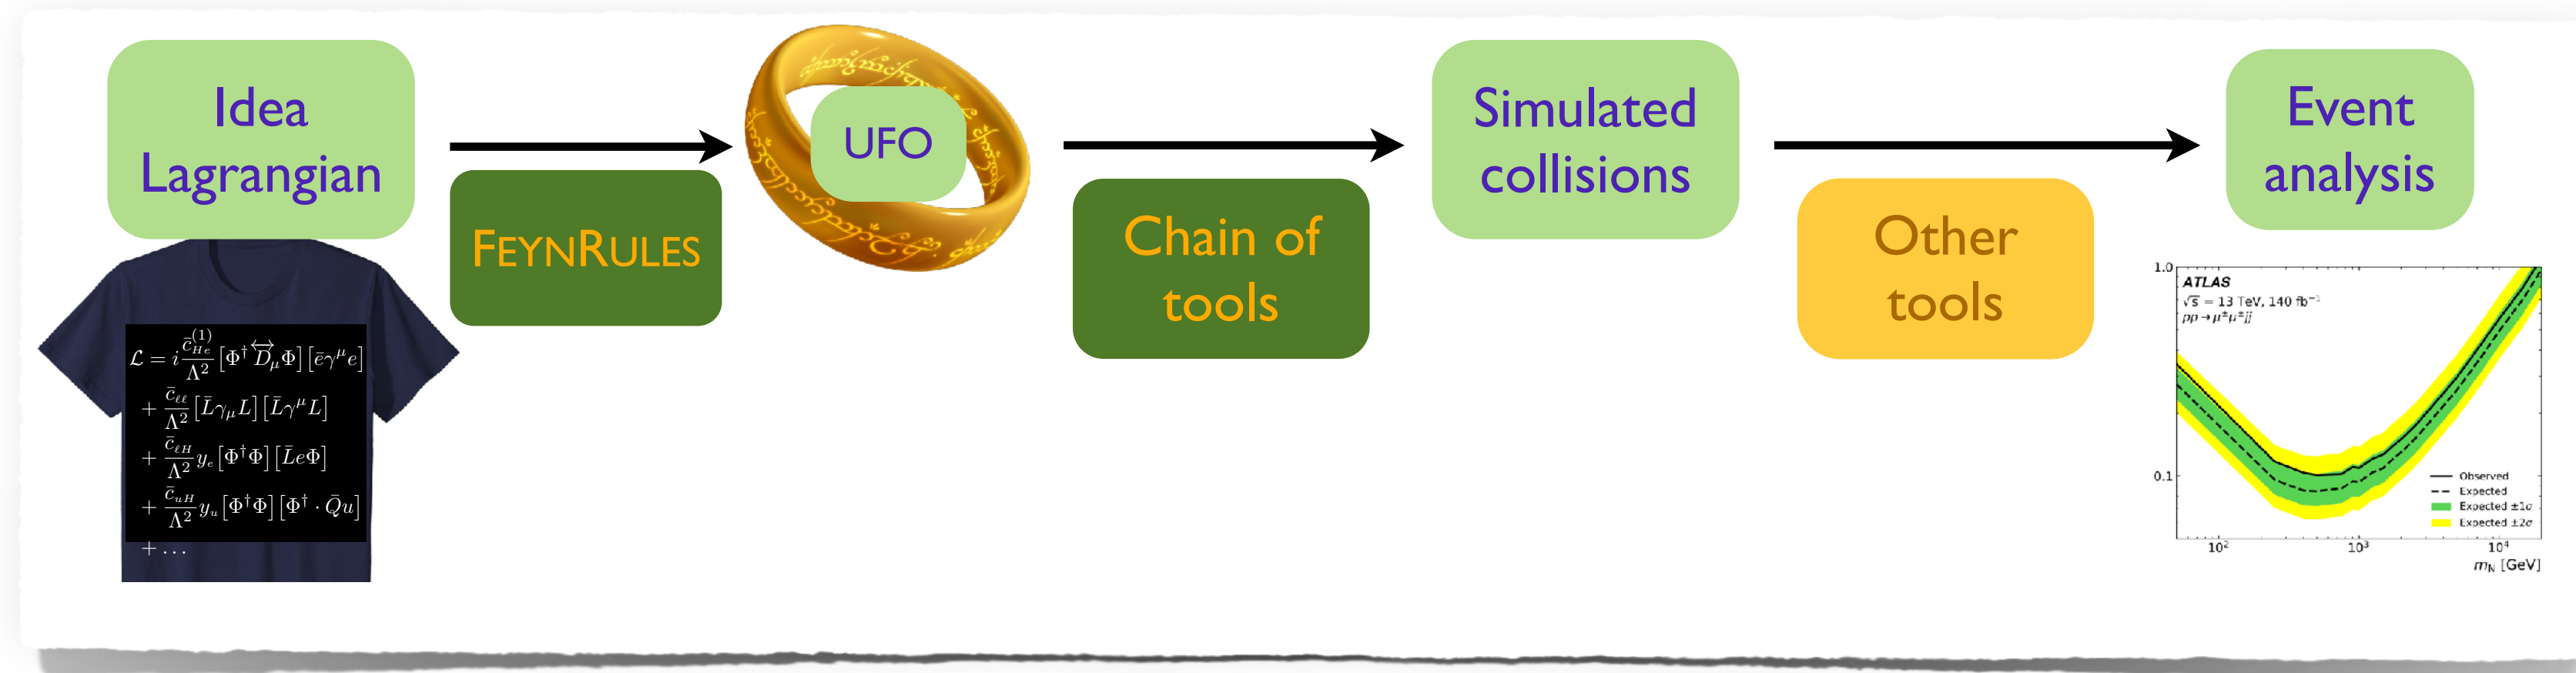 Idea
Lagrangian
FEYNRULES
UFO
Chain of
tools
Simulated
collisions
Other
tools
Event
analysis
ℒ = i c̄_{He}^{(1)}/Λ² [Φ† D↔_μ Φ] [ē γ^μ e]
+ c̄_{ℓℓ}/Λ² [L̄ γ_μ L] [L̄ γ^μ L]
+ c̄_{ℓH}/Λ² y_e [Φ†Φ] [L̄ e Φ]
+ c̄_{uH}/Λ² y_u [Φ†Φ] [Φ† · Q̄ u]
+ …
1.0
ATLAS
√s = 13 TeV, 140 fb⁻¹
pp → μ±μ±jj
0.1
Observed
Expected
Expected ±1σ
Expected ±2σ
10²
10³
10⁴
m_N [GeV]